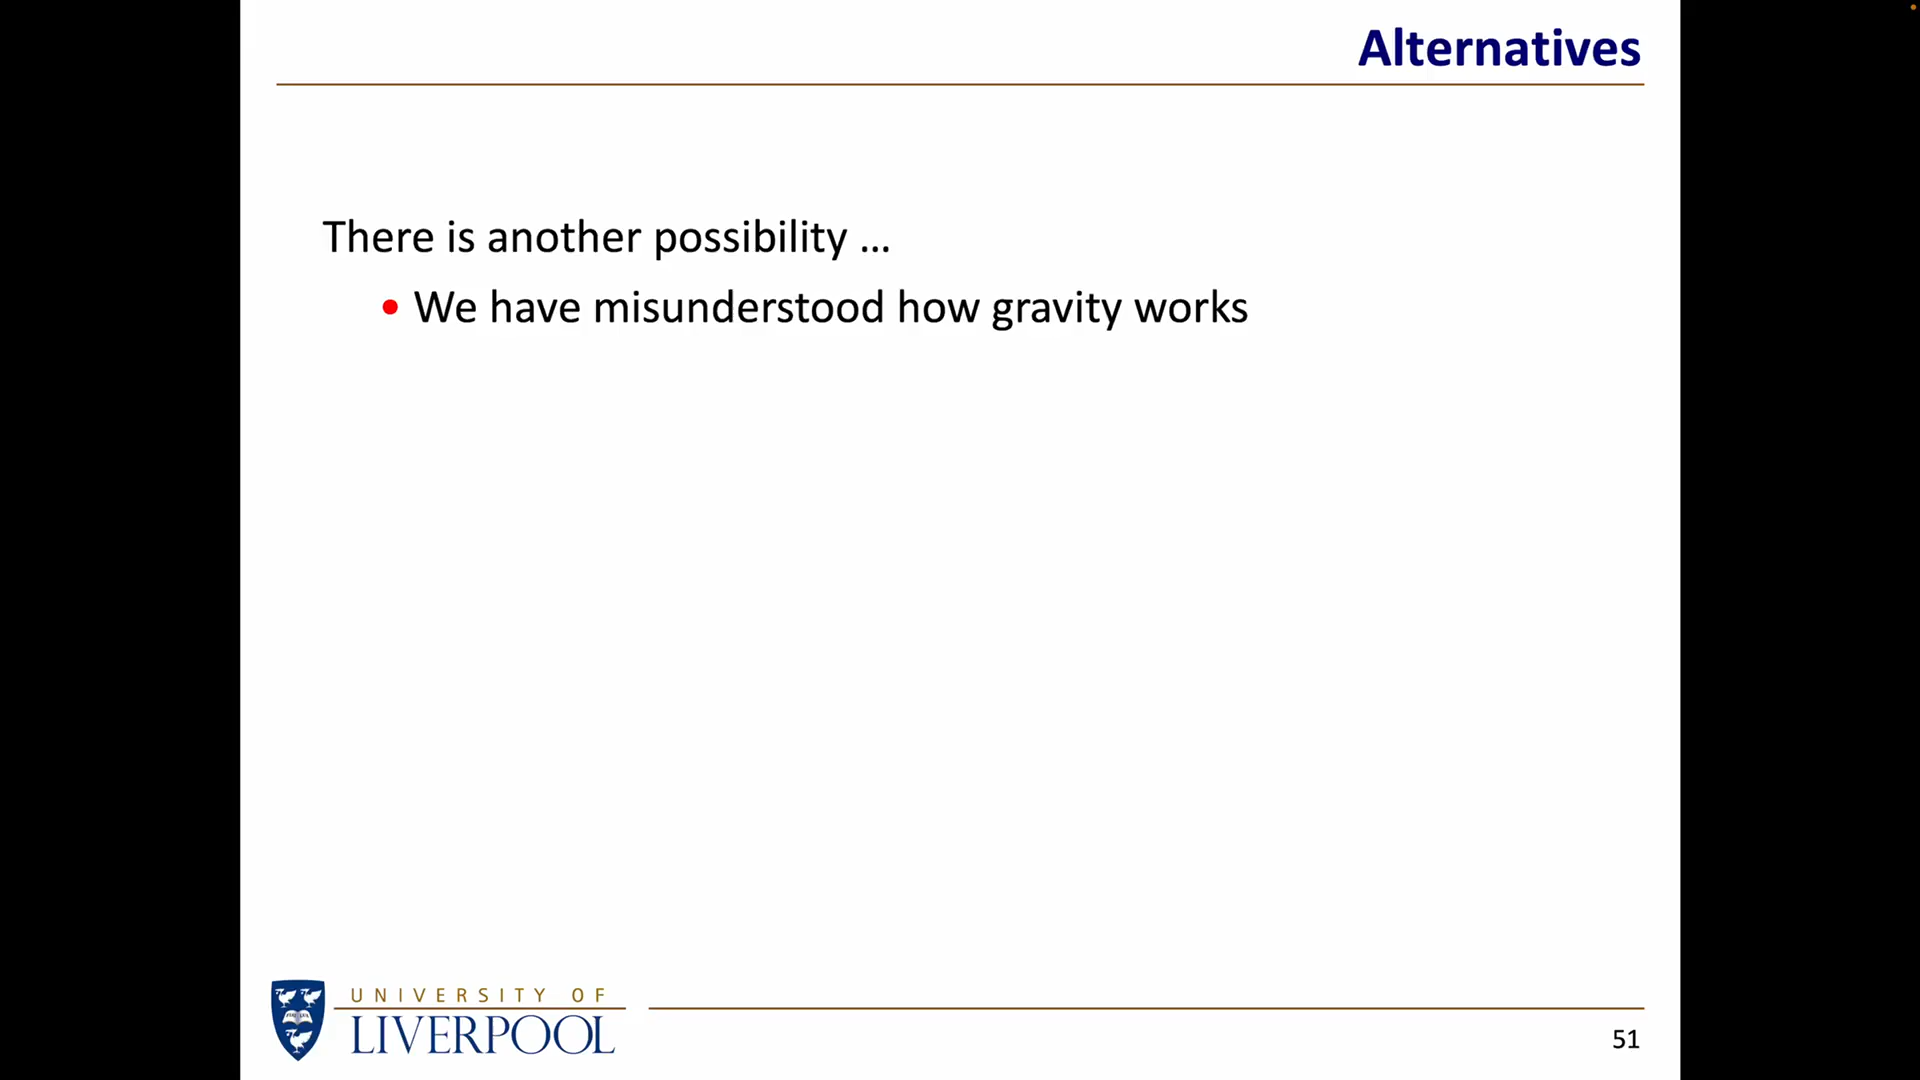 Alternatives
There is another possibility ...
• We have misunderstood how gravity works
UNIVERSITY OF
LIVERPOOL
51